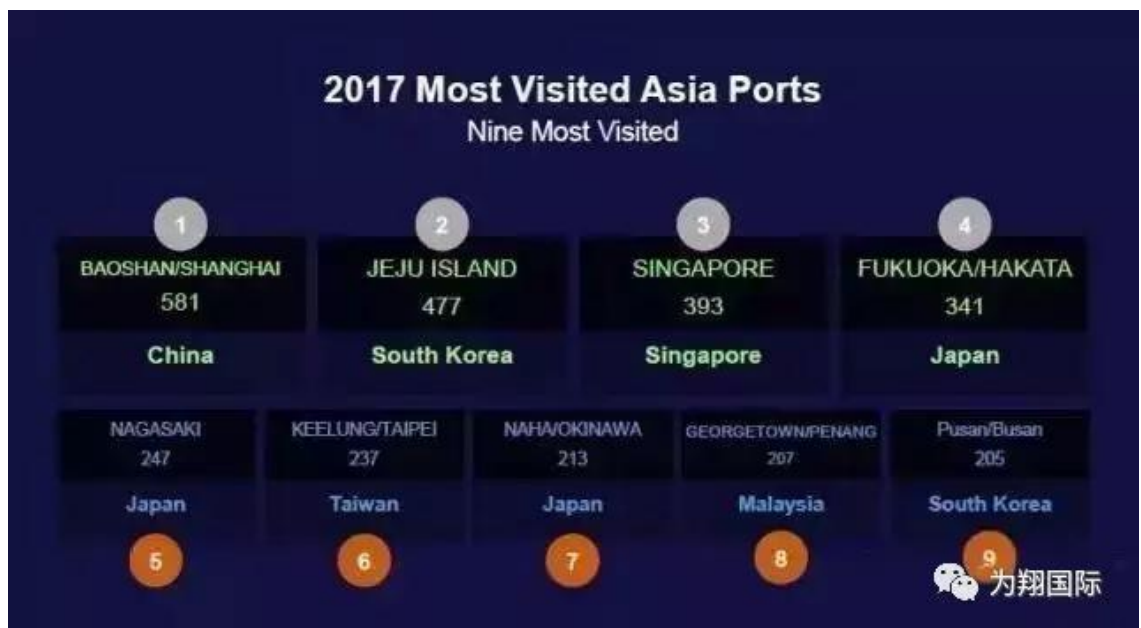 2017 Most Visited Asia Ports
Nine Most Visited
1
2
3
4
BAOSHAN/SHANGHAI
581
China
JEJU ISLAND
477
South Korea
SINGAPORE
393
Singapore
FUKUOKA/HAKATA
341
Japan
NAGASAKI
247
Japan
KEELUNG/TAIPEI
237
Taiwan
NAHA/OKINAWA
213
Japan
GEORGETOWN/PENANG
207
Malaysia
Pusan/Busan
205
South Korea
5
6
7
8
9
为翔国际